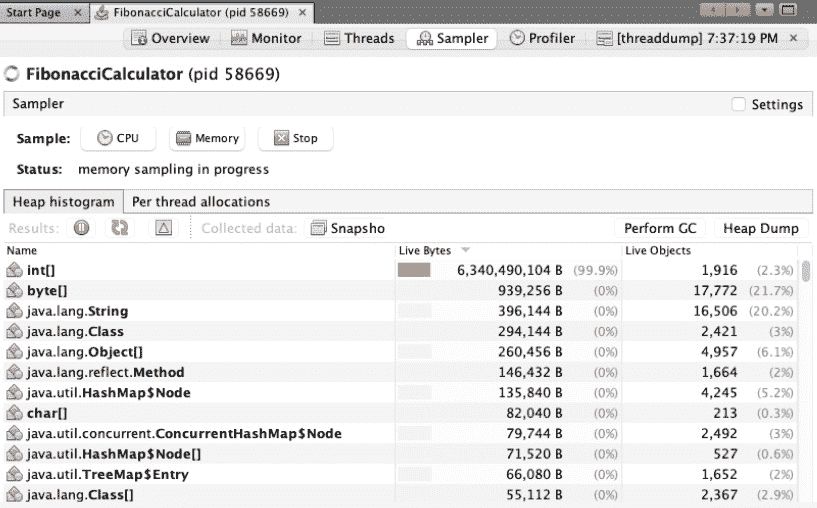 Start Page × FibonacciCalculator (pid 58669) ×
Overview Monitor Threads Sampler Profiler [threaddump] 7:37:19 PM ×
FibonacciCalculator (pid 58669)
Sampler Settings
Sample: CPU Memory Stop
Status: memory sampling in progress
Heap histogram Per thread allocations
Results: Collected data: Snapsho Perform GC Heap Dump
Name Live Bytes Live Objects
int[] 6,340,490,104 B (99.9%) 1,916 (2.3%)
byte[] 939,256 B (0%) 17,772 (21.7%)
java.lang.String 396,144 B (0%) 16,506 (20.2%)
java.lang.Class 294,144 B (0%) 2,421 (3%)
java.lang.Object[] 260,456 B (0%) 4,957 (6.1%)
java.lang.reflect.Method 146,432 B (0%) 1,664 (2%)
java.util.HashMap$Node 135,840 B (0%) 4,245 (5.2%)
char[] 82,040 B (0%) 213 (0.3%)
java.util.concurrent.ConcurrentHashMap$Node 79,744 B (0%) 2,492 (3%)
java.util.HashMap$Node[] 71,520 B (0%) 527 (0.6%)
java.util.TreeMap$Entry 66,080 B (0%) 1,652 (2%)
java.lang.Class[] 55,112 B (0%) 2,367 (2.9%)